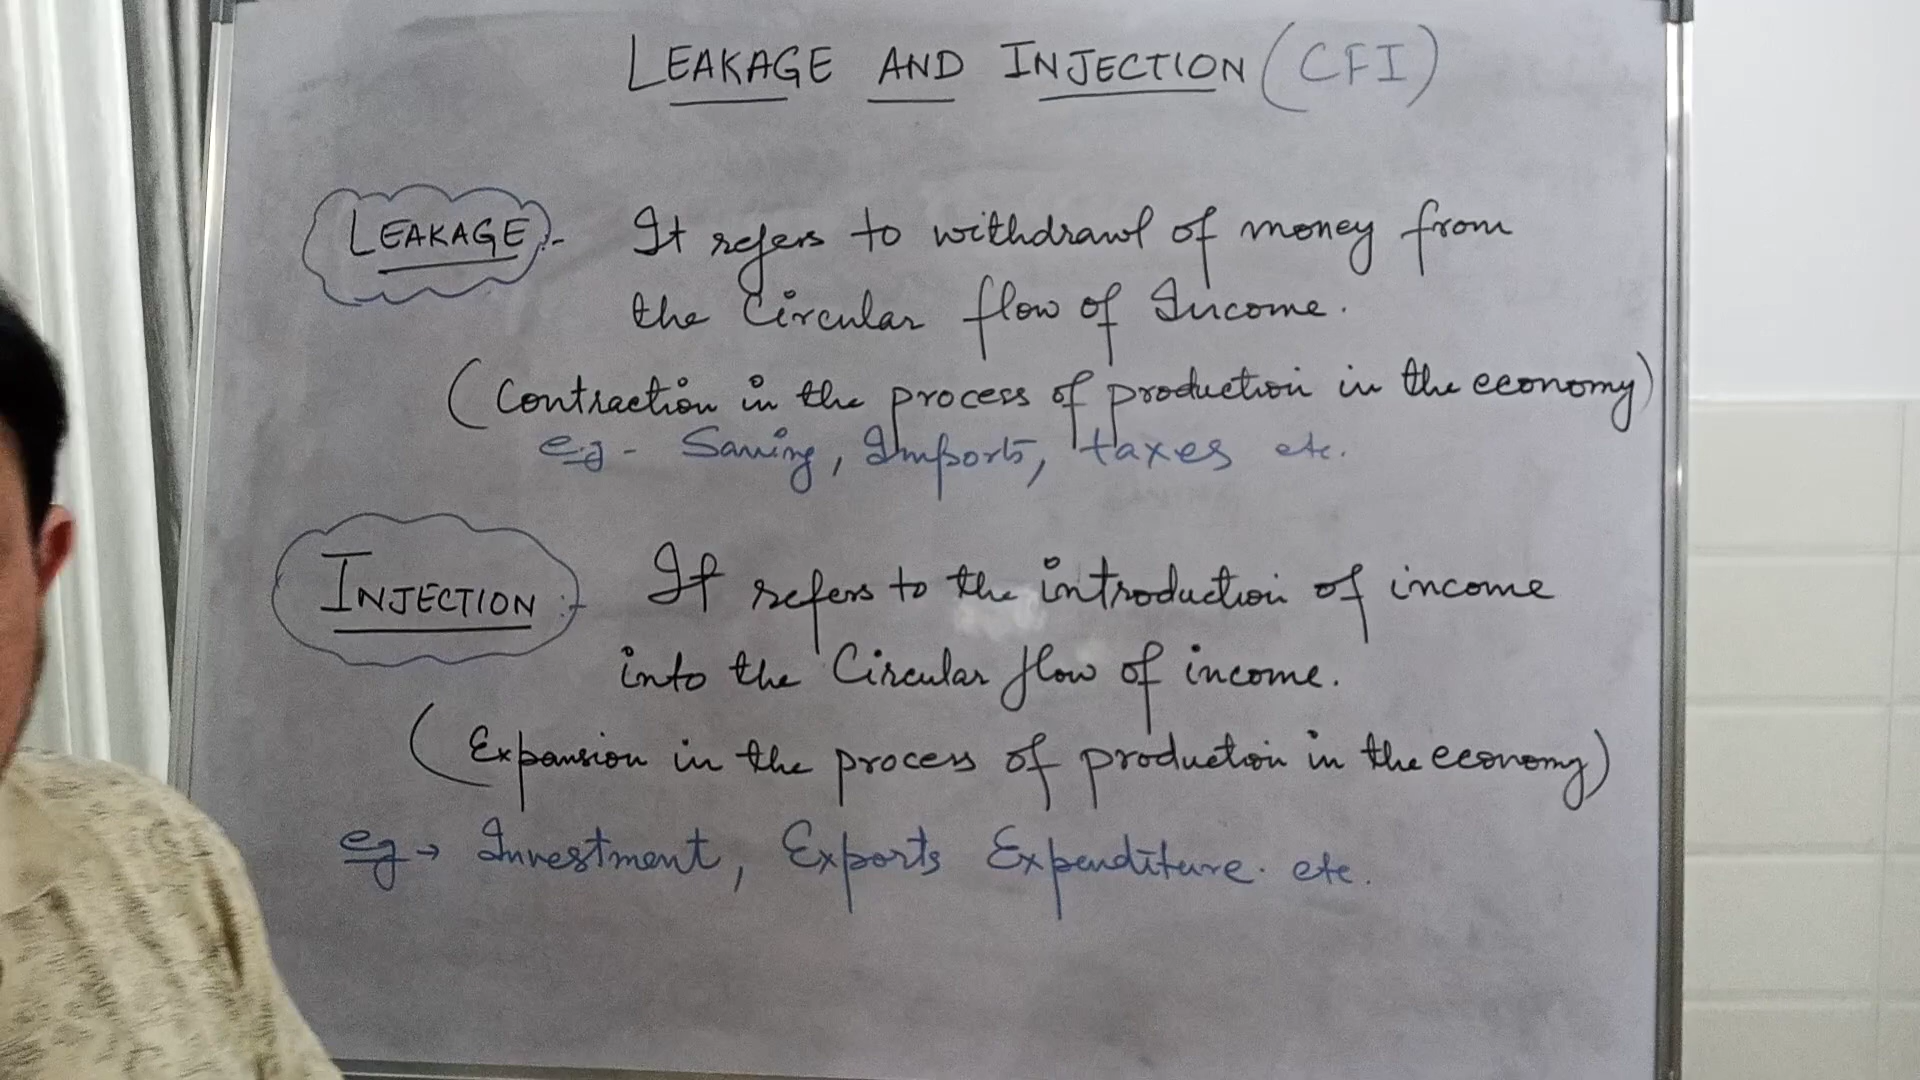 LEAKAGE AND INJECTION (CFI)
LEAKAGE :- It refers to withdrawl of money from
the Circular flow of Income.
(Contraction in the process of production in the economy)
e.g - Saving, Imports, taxes etc.
INJECTION :- It refers to the introduction of income
into the Circular flow of income.
(Expansion in the process of production in the economy)
eg → Investment, Exports Expenditure. etc.